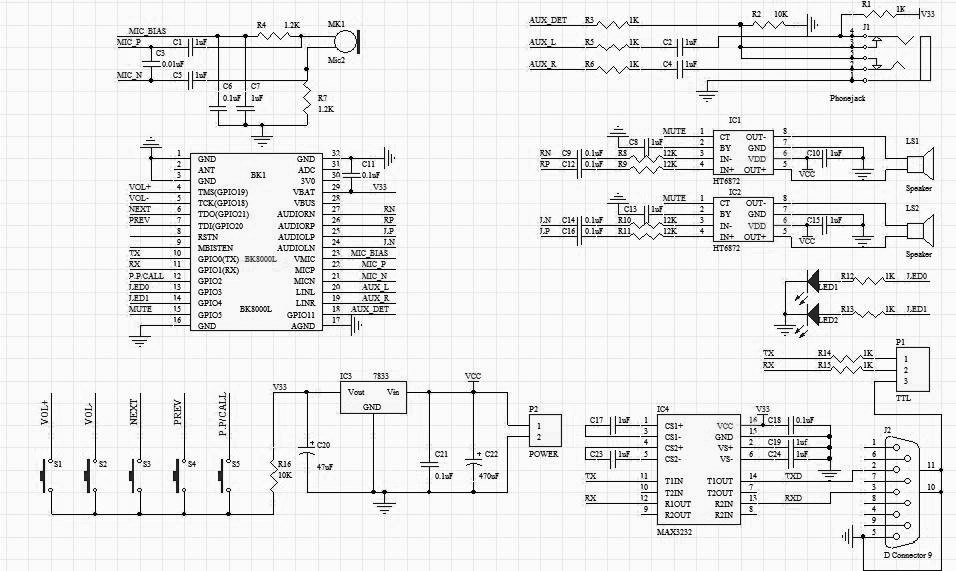 MIC_BIAS
MIC_P
MIC_N
C1 1uF
C3
0.01uF
C5 1uF
R4 1.2K
MK1
Mic2
C6
0.1uF
C7
1uF
R7
1.2K
AUX_DET R3 1K
AUX_L R5 1K C2 1uF
AUX_R R6 1K C4 1uF
R2 10K
R1
1K V33
J1
Phonejack
IC1
MUTE
C8 1uF
RN C9 0.1uF R8 12K
RP C12 0.1uF R9 12K
1 CT OUT- 8
2 BY GND 7
3 IN- VDD 6
4 IN+ OUT+ 5
HT6872
C10 1uF
VCC
LS1
Speaker
IC2
MUTE
C13 1uF
LN C14 0.1uF R10 12K
LP C16 0.1uF R11 12K
1 CT OUT- 8
2 BY GND 7
3 IN- VDD 6
4 IN+ OUT+ 5
HT6872
C15 1uF
VCC
LS2
Speaker
BK1
1 GND GND 32
2 ANT ADC 31
3 GND 3V0 30
VOL+ 4 TMS(GPIO19) VBAT 29 V33
VOL- 5 TCK(GPIO18) VBUS 28
NEXT 6 TDO(GPIO21) AUDIORN 27 RN
PREV 7 TDI(GPIO20 AUDIORP 26 RP
8 RSTN AUDIOLP 25 LP
9 MBISTEN AUDIOLN 24 LN
TX 10 GPIO0(TX) BK8000L VMIC 23 MIC_BIAS
RX 11 GPIO1(RX) MICP 22 MIC_P
P.P/CALL 12 GPIO2 MICN 21 MIC_N
LED0 13 GPIO3 LINL 20 AUX_L
LED1 14 GPIO4 BK8000L LINR 19 AUX_R
MUTE 15 GPIO5 GPIO11 18 AUX_DET
16 GND AGND 17
C11
0.1uF
LED1 R12 1K LED0
LED2 R13 1K LED1
P1
TX R14 1K 1
RX R15 1K 2
3
TTL
VOL+
VOL-
NEXT
PREV
P.P/CALL
S1
S2
S3
S4
S5
V33
R16
10K
C20
47uF
IC3 7833
Vout Vin
GND
VCC
C21
0.1uF
C22
470uF
P2
1
2
POWER
IC4
V33
C17 1uF
C23 1uF
1 CS1+ VCC 16
3 CS1- GND 15
4 CS2+ VS+ 2
5 CS2- VS- 6
TX 11 T1IN T1OUT 14 TXD
10 T2IN T2OUT 7
RX 12 R1OUT R2IN 13 RXD
9 R2OUT R2IN 8
MAX3232
C18 0.1uF
C19 1uf
C24 1uF
J2
1
6
2
7
3
8
4
9
5
11
10
D Connector 9